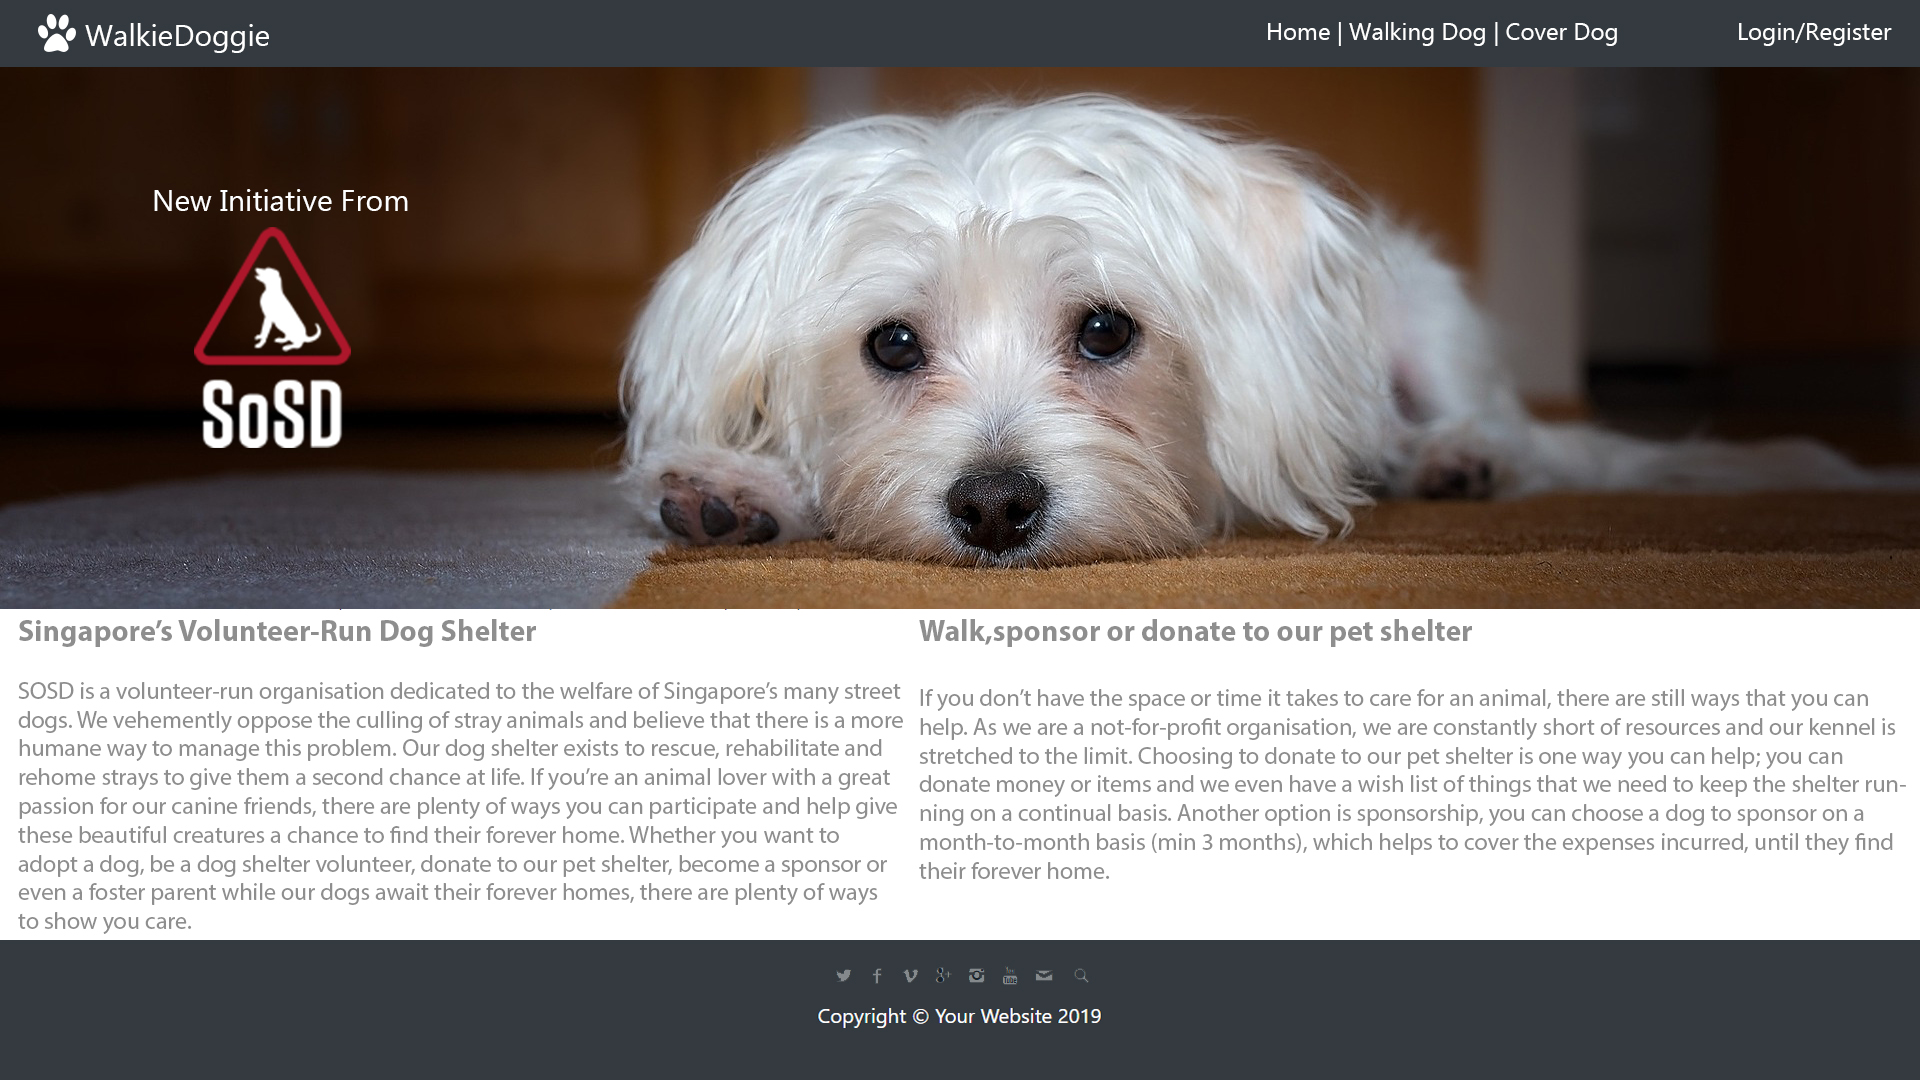 WalkieDoggie
Home | Walking Dog | Cover Dog
Login/Register
New Initiative From
SoSD
Singapore’s Volunteer-Run Dog Shelter
SOSD is a volunteer-run organisation dedicated to the welfare of Singapore’s many street
dogs. We vehemently oppose the culling of stray animals and believe that there is a more
humane way to manage this problem. Our dog shelter exists to rescue, rehabilitate and
rehome strays to give them a second chance at life. If you’re an animal lover with a great
passion for our canine friends, there are plenty of ways you can participate and help give
these beautiful creatures a chance to find their forever home. Whether you want to
adopt a dog, be a dog shelter volunteer, donate to our pet shelter, become a sponsor or
even a foster parent while our dogs await their forever homes, there are plenty of ways
to show you care.
Walk,sponsor or donate to our pet shelter
If you don’t have the space or time it takes to care for an animal, there are still ways that you can
help. As we are a not-for-profit organisation, we are constantly short of resources and our kennel is
stretched to the limit. Choosing to donate to our pet shelter is one way you can help; you can
donate money or items and we even have a wish list of things that we need to keep the shelter run-
ning on a continual basis. Another option is sponsorship, you can choose a dog to sponsor on a
month-to-month basis (min 3 months), which helps to cover the expenses incurred, until they find
their forever home.
Copyright © Your Website 2019